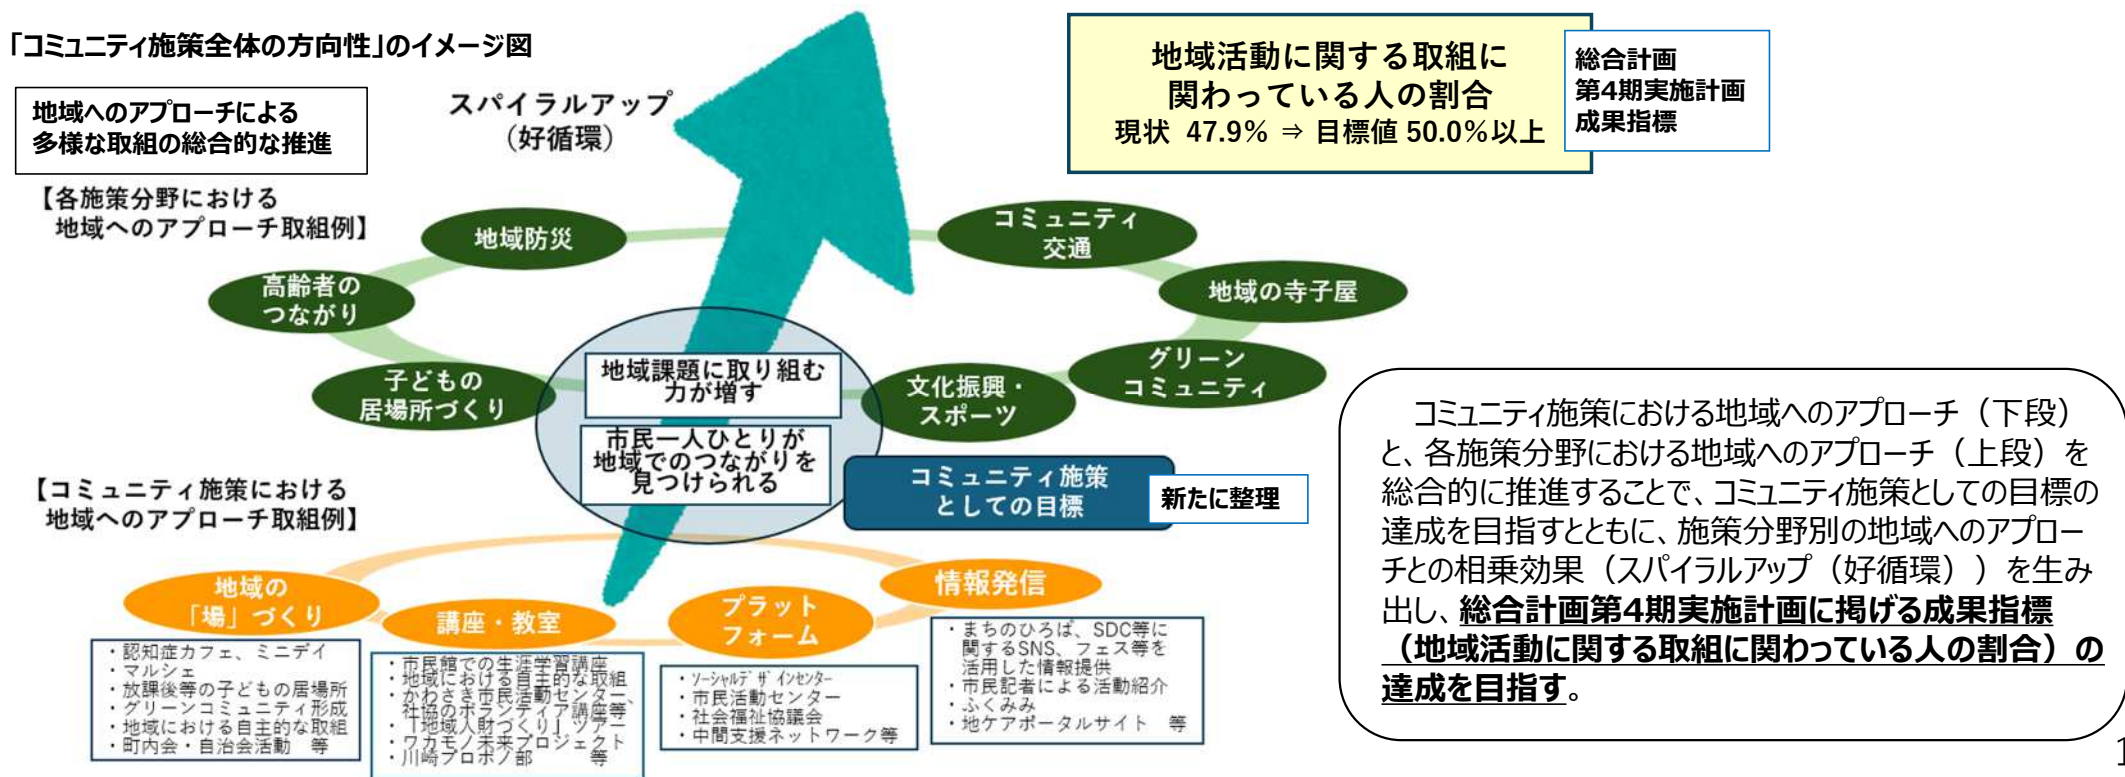 「コミュニティ施策全体の方向性」のイメージ図
地域へのアプローチによる
多様な取組の総合的な推進
スパイラルアップ
（好循環）
地域活動に関する取組に
関わっている人の割合
現状 47.9% ⇒ 目標値 50.0%以上
総合計画
第4期実施計画
成果指標
【各施策分野における
地域へのアプローチ取組例】
地域防災
コミュニティ
交通
高齢者の
つながり
地域の寺子屋
子どもの
居場所づくり
グリーン
コミュニティ
文化振興・
スポーツ
地域課題に取り組む
力が増す
市民一人ひとりが
地域でのつながりを
見つけられる
コミュニティ施策
としての目標
新たに整理
【コミュニティ施策における
地域へのアプローチ取組例】
地域の
「場」づくり
講座・教室
プラット
フォーム
情報発信
・認知症カフェ、ミニデイ
・マルシェ
・放課後等の子どもの居場所
・グリーンコミュニティ形成
・地域における自主的な取組
・町内会・自治会活動　等
・市民館での生涯学習講座
・地域における自主的な取組
・かわさき市民活動センター、
社協のボランティア講座等
・「地域人財づくり」ツアー
・ワカモノ未来プロジェクト
・川崎プロボノ部　　　等
・ソーシャルデザインセンター
・市民活動センター
・社会福祉協議会
・中間支援ネットワーク等
・まちのひろば、SDC等に
関するSNS、フェス等を
活用した情報提供
・市民記者による活動紹介
・ふくみみ
・地ケアポータルサイト　等
コミュニティ施策における地域へのアプローチ（下段）
と、各施策分野における地域へのアプローチ（上段）を
総合的に推進することで、コミュニティ施策としての目標の
達成を目指すとともに、施策分野別の地域へのアプロー
チとの相乗効果（スパイラルアップ（好循環））を生み
出し、総合計画第4期実施計画に掲げる成果指標
（地域活動に関する取組に関わっている人の割合）の
達成を目指す。
1